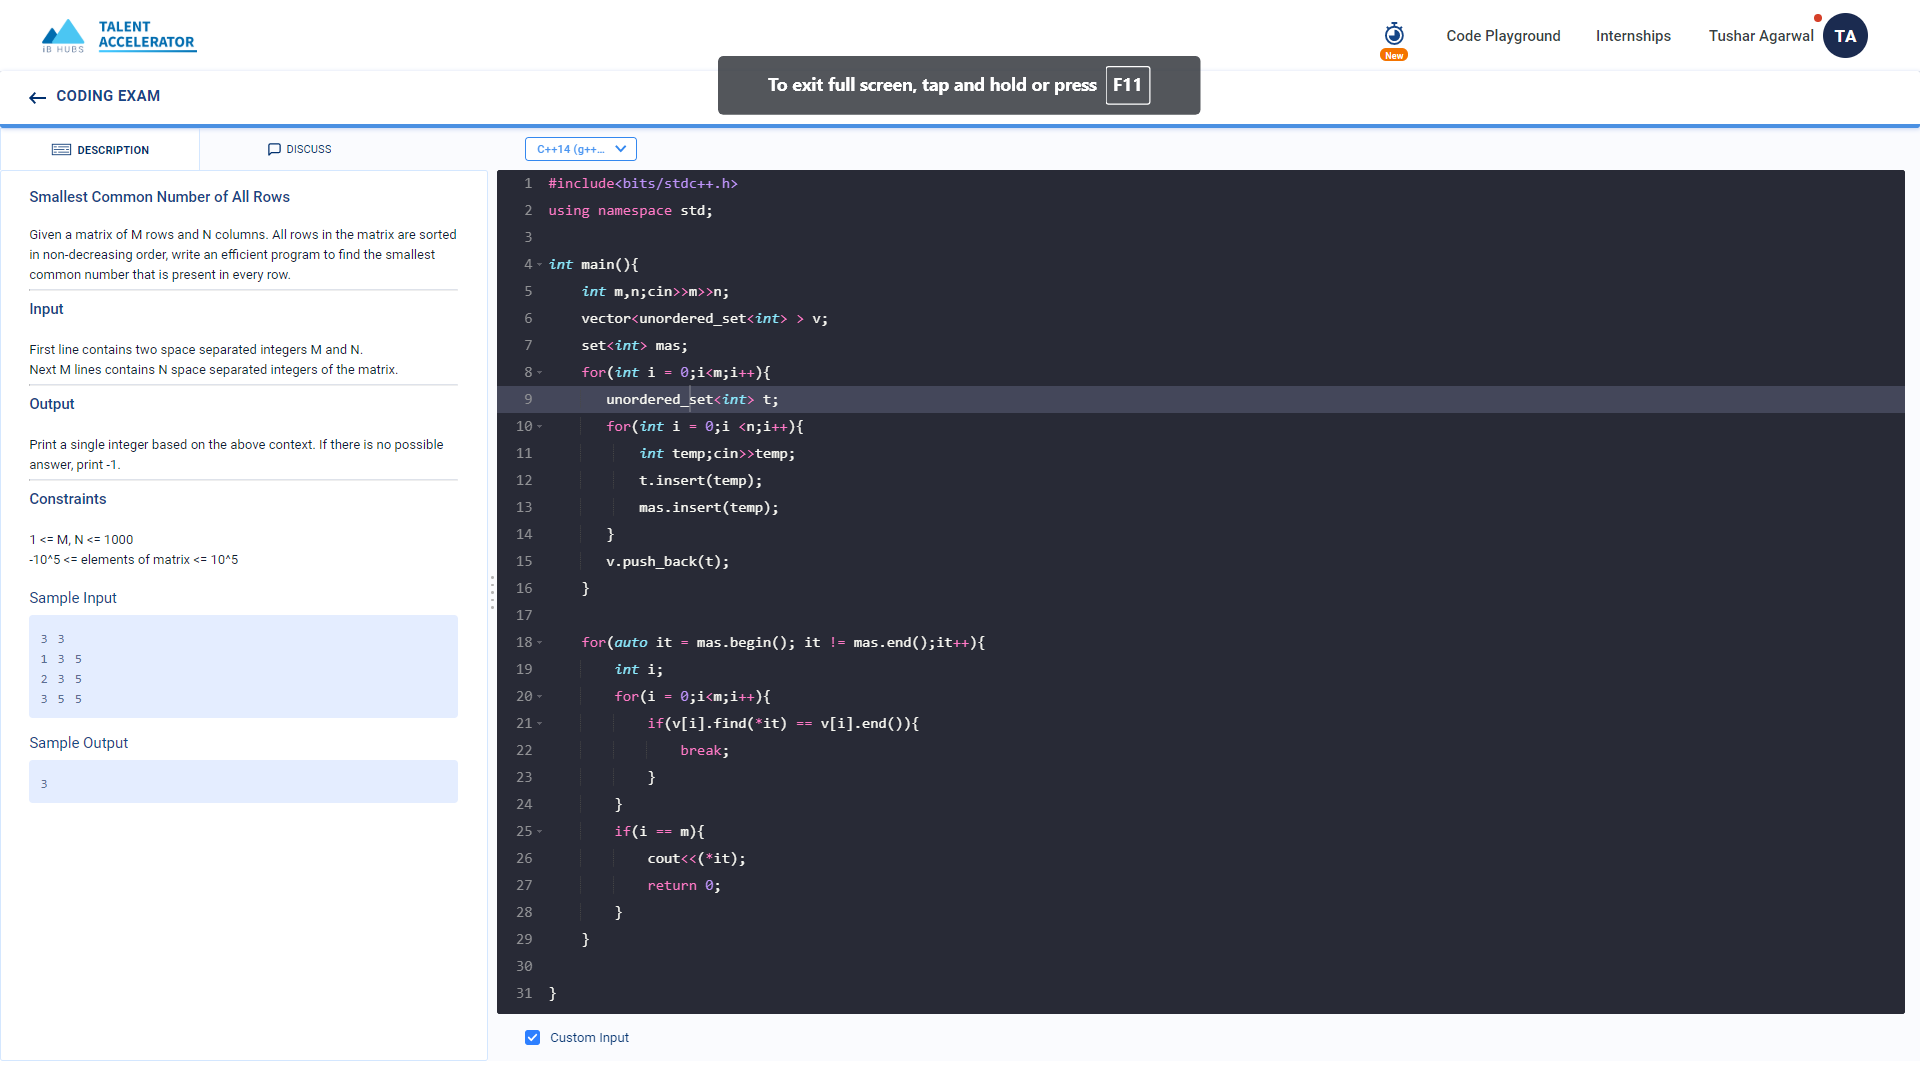 iB HUBS
TALENT
ACCELERATOR
New
Code Playground
Internships
Tushar Agarwal
TA
To exit full screen, tap and hold or press F11
CODING EXAM
DESCRIPTION
DISCUSS
C++14 (g++...
Smallest Common Number of All Rows
Given a matrix of M rows and N columns. All rows in the matrix are sorted
in non-decreasing order, write an efficient program to find the smallest
common number that is present in every row.
Input
First line contains two space separated integers M and N.
Next M lines contains N space separated integers of the matrix.
Output
Print a single integer based on the above context. If there is no possible
answer, print -1.
Constraints
1 <= M, N <= 1000
-10^5 <= elements of matrix <= 10^5
Sample Input
3 3
1 3 5
2 3 5
3 5 5
Sample Output
3
1 #include<bits/stdc++.h>
2 using namespace std;
3
4 int main(){
5     int m,n;cin>>m>>n;
6     vector<unordered_set<int> > v;
7     set<int> mas;
8     for(int i = 0;i<m;i++){
9        unordered_set<int> t;
10        for(int i = 0;i <n;i++){
11            int temp;cin>>temp;
12            t.insert(temp);
13            mas.insert(temp);
14        }
15        v.push_back(t);
16     }
17
18     for(auto it = mas.begin(); it != mas.end();it++){
19         int i;
20         for(i = 0;i<m;i++){
21             if(v[i].find(*it) == v[i].end()){
22                 break;
23             }
24         }
25         if(i == m){
26             cout<<(*it);
27             return 0;
28         }
29     }
30
31 }
Custom Input